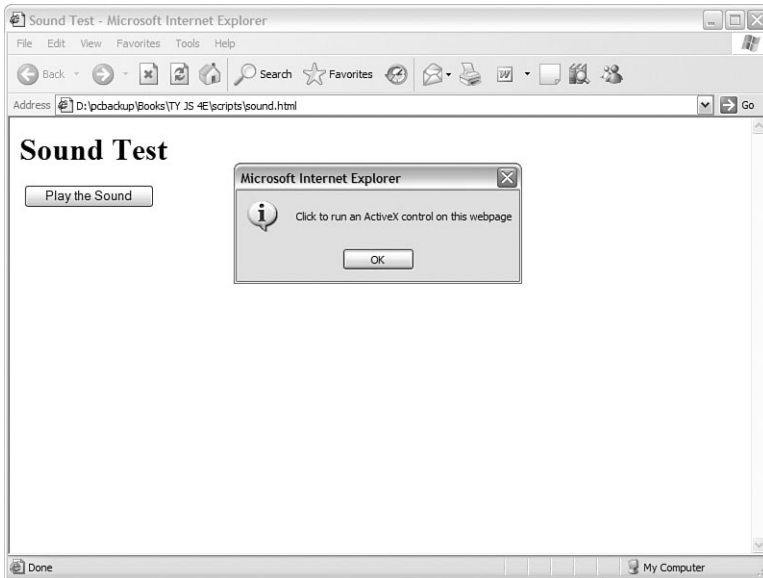 Sound Test - Microsoft Internet Explorer
File Edit View Favorites Tools Help
Back Search Favorites
Address D:\pcbackup\Books\TY JS 4E\scripts\sound.html Go
Sound Test
Play the Sound
Microsoft Internet Explorer
Click to run an ActiveX control on this webpage
OK
Done My Computer